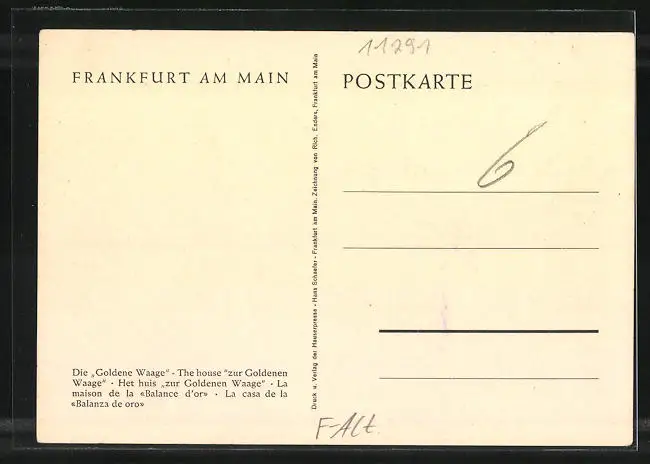 11291
FRANKFURT AM MAIN
POSTKARTE
6
Druck u. Verlag der Hauserpresse - Hans Schaefer - Frankfurt am Main. Zeichnung von Rich. Enders, Frankfurt am Main
Die „Goldene Waage“ - The house “zur Goldenen
Waage” · Het huis „zur Goldenen Waage“ · La
maison de la «Balance d'or» · La casa de la
«Balanza de oro»
F-Alt.